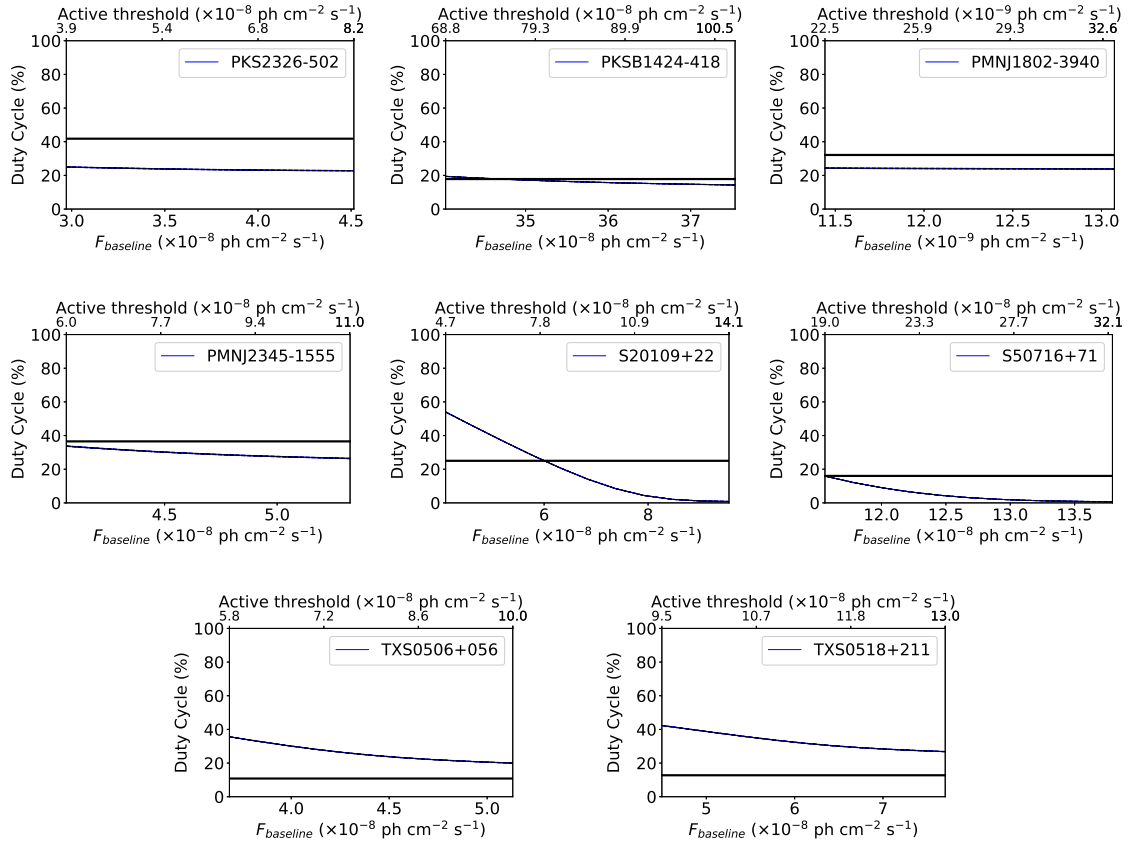 Active threshold (×10⁻⁸ ph cm⁻² s⁻¹) Active threshold (×10⁻⁸ ph cm⁻² s⁻¹) Active threshold (×10⁻⁹ ph cm⁻² s⁻¹)
3.9 5.4 6.8 8.2 68.8 79.3 89.9 100.5 22.5 25.9 29.3 32.6
100 100 100
PKS2326-502 PKSB1424-418 PMNJ1802-3940
80 80 80
60 60 60
Duty Cycle (%) Duty Cycle (%) Duty Cycle (%)
40 40 40
20 20 20
0 0 0
3.0 3.5 4.0 4.5 35 36 37 11.5 12.0 12.5 13.0
F_baseline (×10⁻⁸ ph cm⁻² s⁻¹) F_baseline (×10⁻⁸ ph cm⁻² s⁻¹) F_baseline (×10⁻⁹ ph cm⁻² s⁻¹)
Active threshold (×10⁻⁸ ph cm⁻² s⁻¹) Active threshold (×10⁻⁸ ph cm⁻² s⁻¹) Active threshold (×10⁻⁸ ph cm⁻² s⁻¹)
6.0 7.7 9.4 11.0 4.7 7.8 10.9 14.1 19.0 23.3 27.7 32.1
100 100 100
PMNJ2345-1555 S20109+22 S50716+71
80 80 80
60 60 60
Duty Cycle (%) Duty Cycle (%) Duty Cycle (%)
40 40 40
20 20 20
0 0 0
4.5 5.0 6 8 12.0 12.5 13.0 13.5
F_baseline (×10⁻⁸ ph cm⁻² s⁻¹) F_baseline (×10⁻⁸ ph cm⁻² s⁻¹) F_baseline (×10⁻⁸ ph cm⁻² s⁻¹)
Active threshold (×10⁻⁸ ph cm⁻² s⁻¹) Active threshold (×10⁻⁸ ph cm⁻² s⁻¹)
5.8 7.2 8.6 10.0 9.5 10.7 11.8 13.0
100 100
TXS0506+056 TXS0518+211
80 80
60 60
Duty Cycle (%) Duty Cycle (%)
40 40
20 20
0 0
4.0 4.5 5.0 5 6 7
F_baseline (×10⁻⁸ ph cm⁻² s⁻¹) F_baseline (×10⁻⁸ ph cm⁻² s⁻¹)